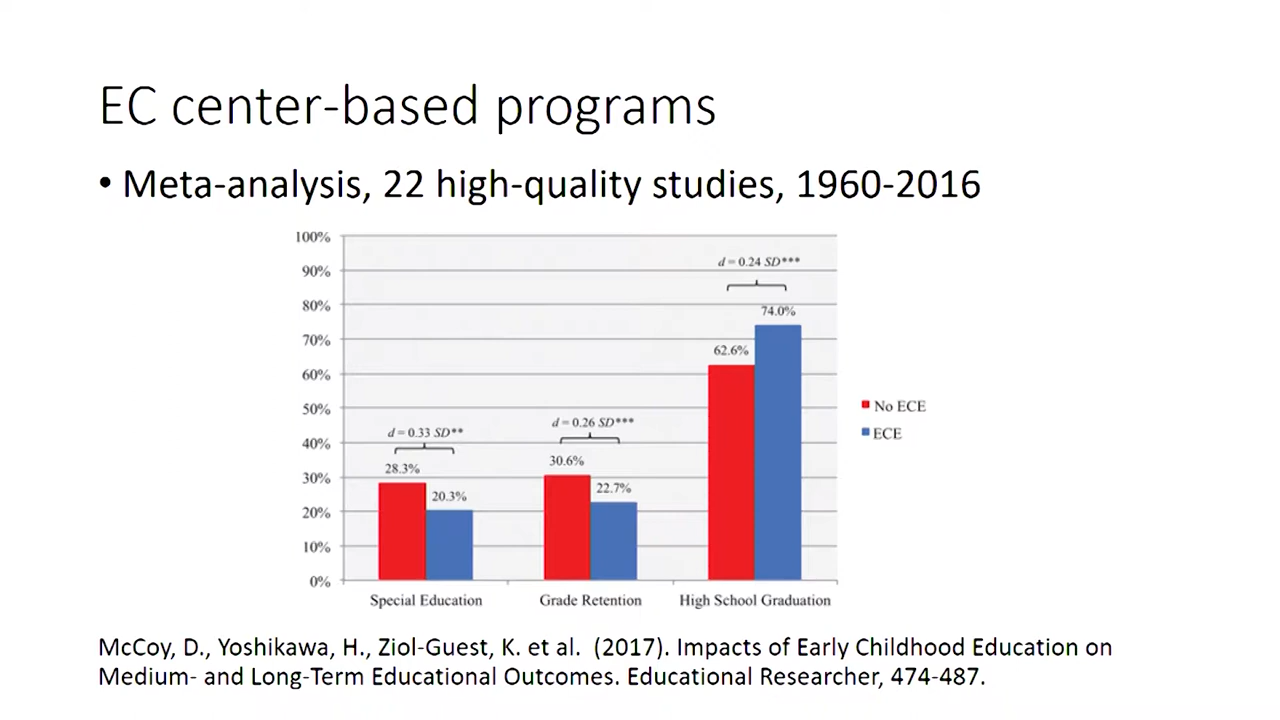 EC center-based programs
• Meta-analysis, 22 high-quality studies, 1960-2016
100%
90%
80%
70%
60%
50%
40%
30%
20%
10%
0%
d = 0.33 SD**
28.3%
20.3%
d = 0.26 SD***
30.6%
22.7%
d = 0.24 SD***
62.6%
74.0%
Special Education
Grade Retention
High School Graduation
No ECE
ECE
McCoy, D., Yoshikawa, H., Ziol-Guest, K. et al. (2017). Impacts of Early Childhood Education on
Medium- and Long-Term Educational Outcomes. Educational Researcher, 474-487.